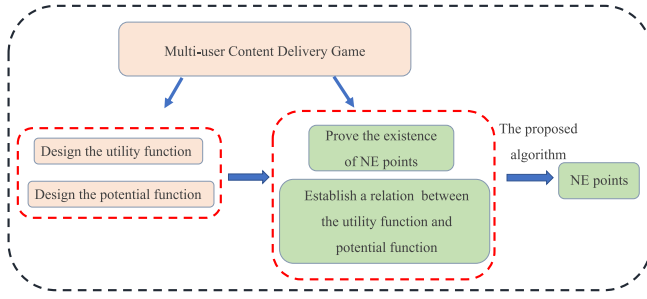 Multi-user Content Delivery Game
Design the utility function
Design the potential function
Prove the existence
of NE points
Establish a relation between
the utility function and
potential function
The proposed
algorithm
NE points